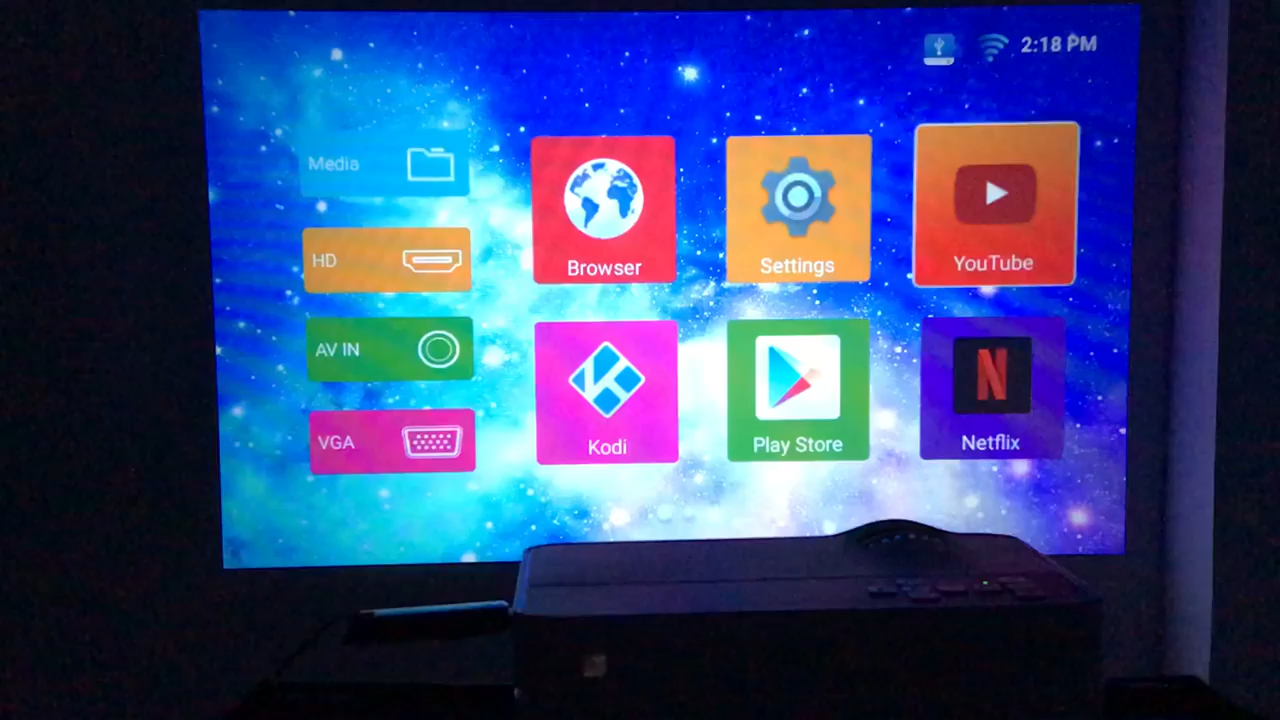 2:18 PM
Media
HD
AV IN
VGA
Browser
Settings
YouTube
Kodi
Play Store
N
Netflix